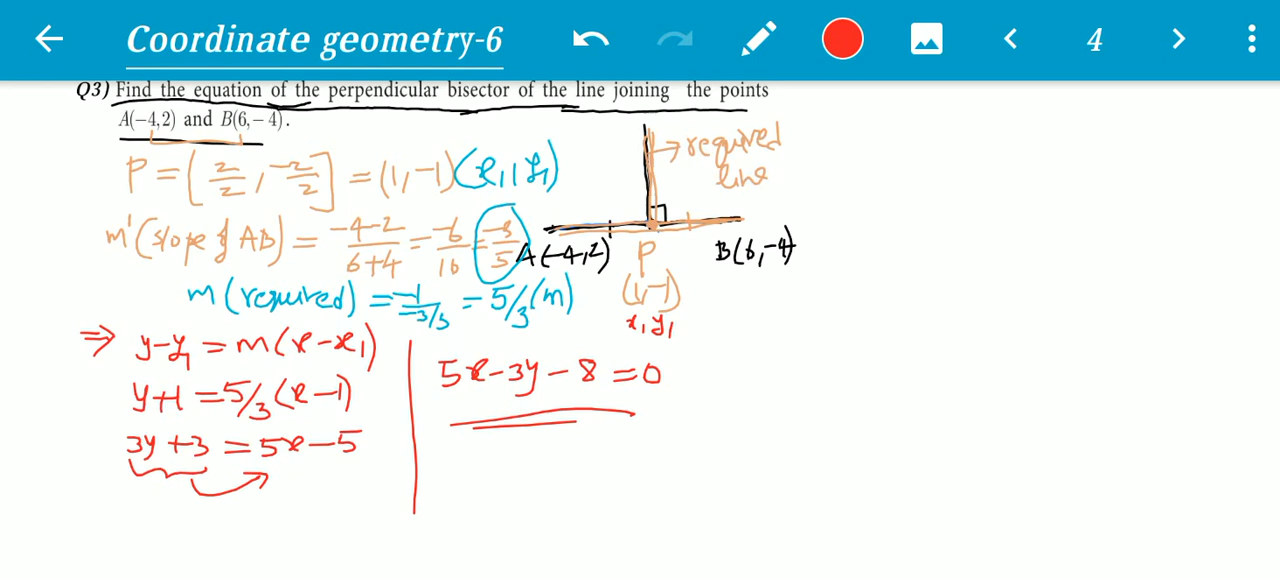 Coordinate geometry-6
4
Q3) Find the equation of the perpendicular bisector of the line joining the points
A(−4,2) and B(6,−4).
P = [2/2, -2/2] = (1,-1) (x1, y1)
→ required
line
m'(slope of AB) = -4-2/6+4 = -6/10 = -3/5
A(-4,2)
P
B(6,-4)
(1,-1)
x1 y1
m (required) = -1/-3/5 = 5/3 (m)
⇒ y-y1 = m(x-x1)
y+1 = 5/3 (x-1)
3y+3 = 5x-5
5x-3y-8=0